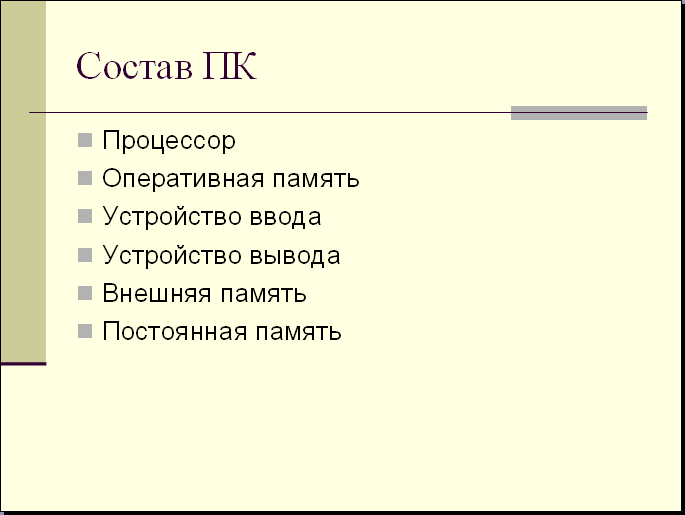 Состав ПК
Процессор
Оперативная память
Устройство ввода
Устройство вывода
Внешняя память
Постоянная память